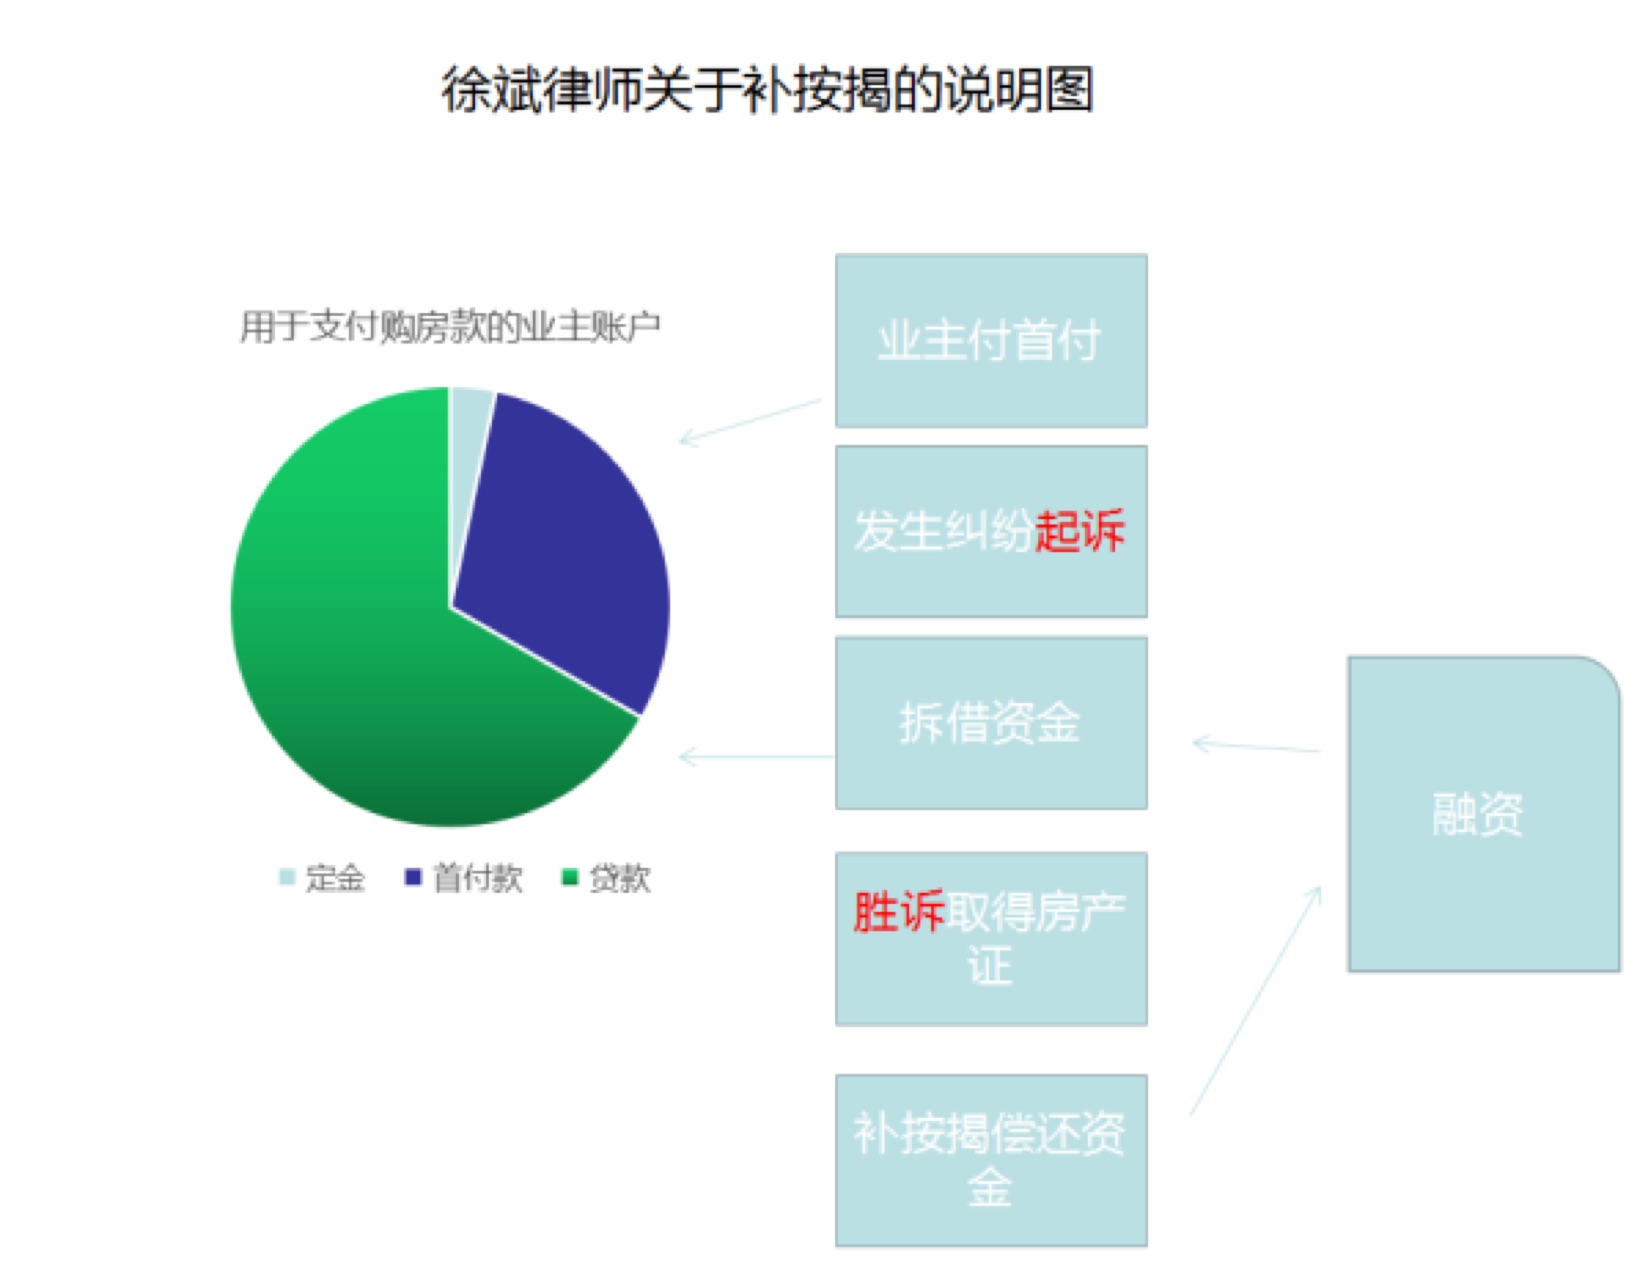 徐斌律师关于补按揭的说明图
用于支付购房款的业主账户
定金
首付款
贷款
业主付首付
发生纠纷起诉
拆借资金
胜诉取得房产
证
补按揭偿还资
金
融资